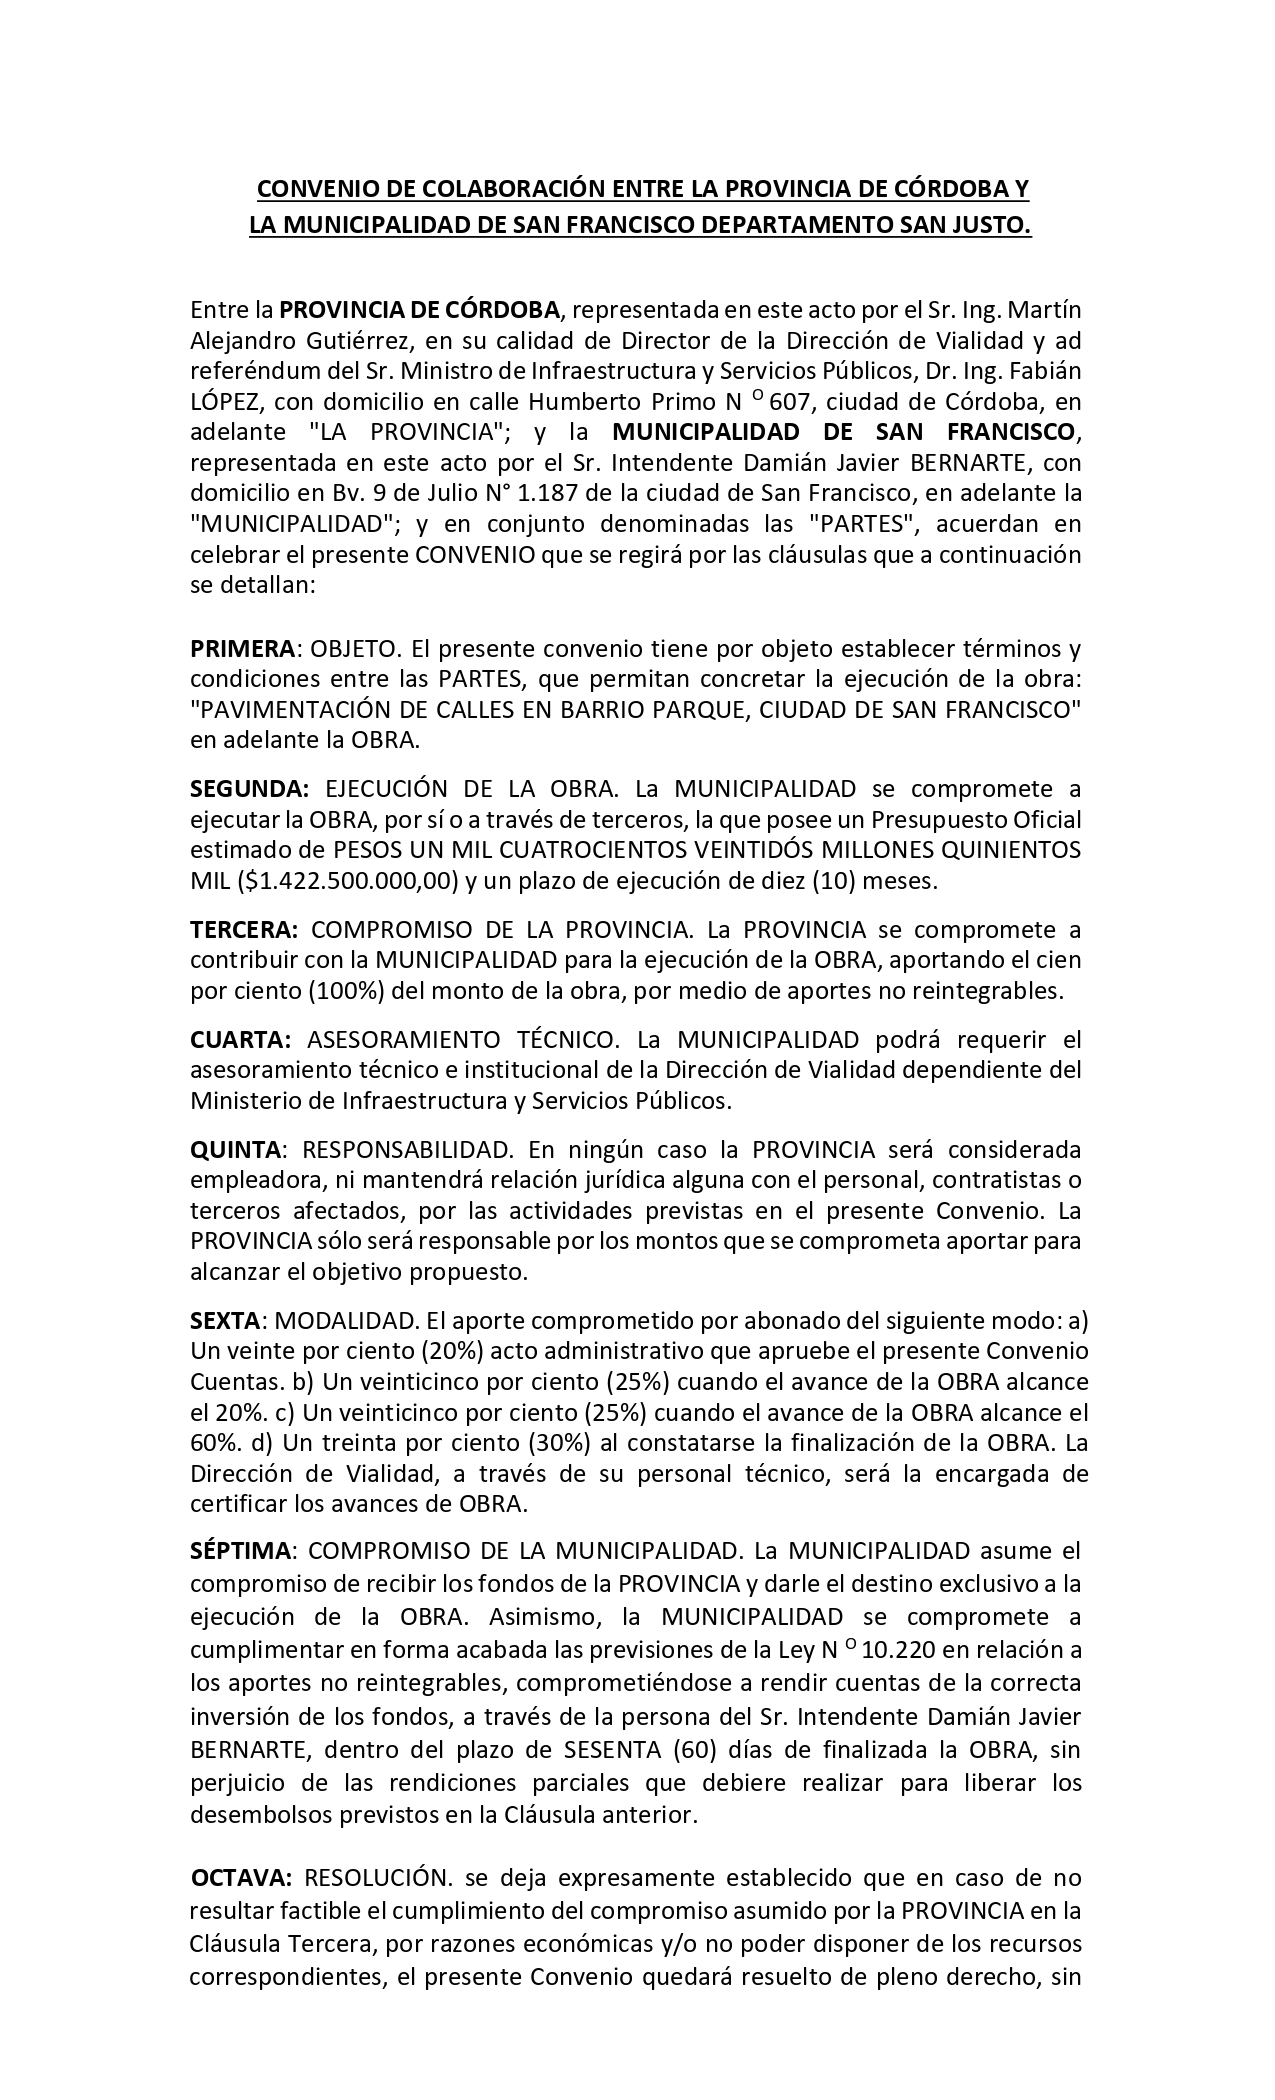 CONVENIO DE COLABORACIÓN ENTRE LA PROVINCIA DE CÓRDOBA Y
LA MUNICIPALIDAD DE SAN FRANCISCO DEPARTAMENTO SAN JUSTO.
Entre la PROVINCIA DE CÓRDOBA, representada en este acto por el Sr. Ing. Martín
Alejandro Gutiérrez, en su calidad de Director de la Dirección de Vialidad y ad
referéndum del Sr. Ministro de Infraestructura y Servicios Públicos, Dr. Ing. Fabián
LÓPEZ, con domicilio en calle Humberto Primo N O 607, ciudad de Córdoba, en
adelante "LA PROVINCIA"; y la MUNICIPALIDAD DE SAN FRANCISCO,
representada en este acto por el Sr. Intendente Damián Javier BERNARTE, con
domicilio en Bv. 9 de Julio N° 1.187 de la ciudad de San Francisco, en adelante la
"MUNICIPALIDAD"; y en conjunto denominadas las "PARTES", acuerdan en
celebrar el presente CONVENIO que se regirá por las cláusulas que a continuación
se detallan:
PRIMERA: OBJETO. El presente convenio tiene por objeto establecer términos y
condiciones entre las PARTES, que permitan concretar la ejecución de la obra:
"PAVIMENTACIÓN DE CALLES EN BARRIO PARQUE, CIUDAD DE SAN FRANCISCO"
en adelante la OBRA.
SEGUNDA: EJECUCIÓN DE LA OBRA. La MUNICIPALIDAD se compromete a
ejecutar la OBRA, por sí o a través de terceros, la que posee un Presupuesto Oficial
estimado de PESOS UN MIL CUATROCIENTOS VEINTIDÓS MILLONES QUINIENTOS
MIL ($1.422.500.000,00) y un plazo de ejecución de diez (10) meses.
TERCERA: COMPROMISO DE LA PROVINCIA. La PROVINCIA se compromete a
contribuir con la MUNICIPALIDAD para la ejecución de la OBRA, aportando el cien
por ciento (100%) del monto de la obra, por medio de aportes no reintegrables.
CUARTA: ASESORAMIENTO TÉCNICO. La MUNICIPALIDAD podrá requerir el
asesoramiento técnico e institucional de la Dirección de Vialidad dependiente del
Ministerio de Infraestructura y Servicios Públicos.
QUINTA: RESPONSABILIDAD. En ningún caso la PROVINCIA será considerada
empleadora, ni mantendrá relación jurídica alguna con el personal, contratistas o
terceros afectados, por las actividades previstas en el presente Convenio. La
PROVINCIA sólo será responsable por los montos que se comprometa aportar para
alcanzar el objetivo propuesto.
SEXTA: MODALIDAD. El aporte comprometido por abonado del siguiente modo: a)
Un veinte por ciento (20%) acto administrativo que apruebe el presente Convenio
Cuentas. b) Un veinticinco por ciento (25%) cuando el avance de la OBRA alcance
el 20%. c) Un veinticinco por ciento (25%) cuando el avance de la OBRA alcance el
60%. d) Un treinta por ciento (30%) al constatarse la finalización de la OBRA. La
Dirección de Vialidad, a través de su personal técnico, será la encargada de
certificar los avances de OBRA.
SÉPTIMA: COMPROMISO DE LA MUNICIPALIDAD. La MUNICIPALIDAD asume el
compromiso de recibir los fondos de la PROVINCIA y darle el destino exclusivo a la
ejecución de la OBRA. Asimismo, la MUNICIPALIDAD se compromete a
cumplimentar en forma acabada las previsiones de la Ley N O 10.220 en relación a
los aportes no reintegrables, comprometiéndose a rendir cuentas de la correcta
inversión de los fondos, a través de la persona del Sr. Intendente Damián Javier
BERNARTE, dentro del plazo de SESENTA (60) días de finalizada la OBRA, sin
perjuicio de las rendiciones parciales que debiere realizar para liberar los
desembolsos previstos en la Cláusula anterior.
OCTAVA: RESOLUCIÓN. se deja expresamente establecido que en caso de no
resultar factible el cumplimiento del compromiso asumido por la PROVINCIA en la
Cláusula Tercera, por razones económicas y/o no poder disponer de los recursos
correspondientes, el presente Convenio quedará resuelto de pleno derecho, sin